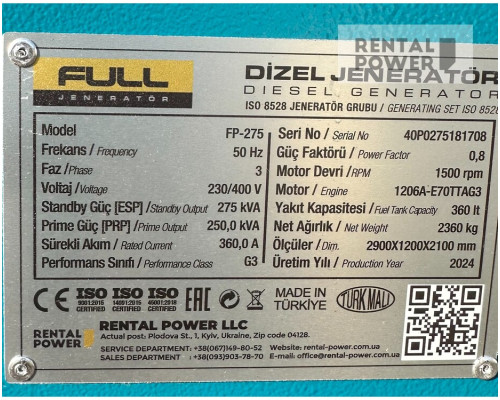 RENTAL
POWER
FULL
JENERATÖR
DİZEL JENERATÖR
DIESEL GENERATOR
ISO 8528 JENERATÖR GRUBU / GENERATING SET ISO 8528
Model FP-275
Frekans / Frequency 50 Hz
Faz / Phase 3
Voltaj / Voltage 230/400 V
Standby Güç [ESP] / Standby Output 275 kVA
Prime Güç [PRP] / Prime Output 250,0 kVA
Sürekli Akım / Rated Current 360,0 A
Performans Sınıfı / Performance Class G3
Seri No / Serial No 40P0275181708
Güç Faktörü / Power Factor 0,8
Motor Devri / RPM 1500 rpm
Motor / Engine 1206A-E70TTAG3
Yakıt Kapasitesi / Fuel Tank Capacity 360 lt
Net Ağırlık / Net Weight 2360 kg
Ölçüler / Dim. 2900X1200X2100 mm
Üretim Yılı / Production Year 2024
CE ISO 9001:2015 CERTIFIED ISO 14001:2015 CERTIFIED ISO 45001:2018 CERTIFIED EAC MADE IN TÜRKİYE TÜRK MALI
RENTAL POWER
RENTAL POWER LLC
Actual post: Plodova St., 1, Kyiv, Ukraine, Zip code 04128.
SERVICE DEPARTMENT: +38(067)149-80-52
SALES DEPARTMENT : +38(093)903-78-70 E-mail: office@rental-power.com.ua